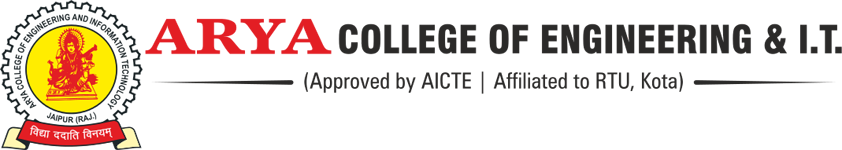 ARYA COLLEGE OF ENGINEERING & I.T.
(Approved by AICTE | Affiliated to RTU, Kota)
ARYA COLLEGE OF ENGINEERING AND INFORMATION TECHNOLOGY
JAIPUR (RAJ.)
विद्या ददाति विनयम्